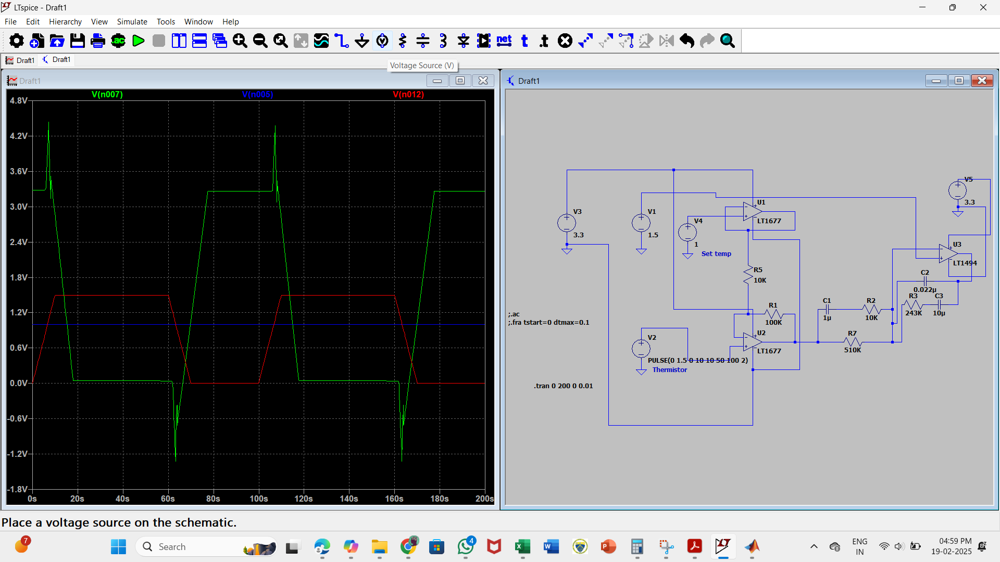 LTspice - Draft1
File Edit Hierarchy View Simulate Tools Window Help
.ac
net
t
.t
Draft1
Draft1
Voltage Source (V)
Draft1
V(n007) V(n005) V(n012)
4.8V
4.2V
3.6V
3.0V
2.4V
1.8V
1.2V
0.6V
0.0V
-0.6V
-1.2V
-1.8V
0s 20s 40s 60s 80s 100s 120s 140s 160s 180s 200s
Draft1
V5
3.3
V3
3.3
V1
1.5
V4
1
Set temp
U1
LT1677
U3
LT1494
R5
10K
C2
0.022µ
R3
243K
C3
10µ
C1
1µ
R2
10K
R1
100K
;.ac
;.fra tstart=0 dtmax=0.1
U2
LT1677
R7
510K
V2
PULSE(0 1.5 0 10 10 50 100 2)
Thermistor
.tran 0 200 0 0.01
Place a voltage source on the schematic.
7
Search
4
ENG
IN
04:59 PM
19-02-2025